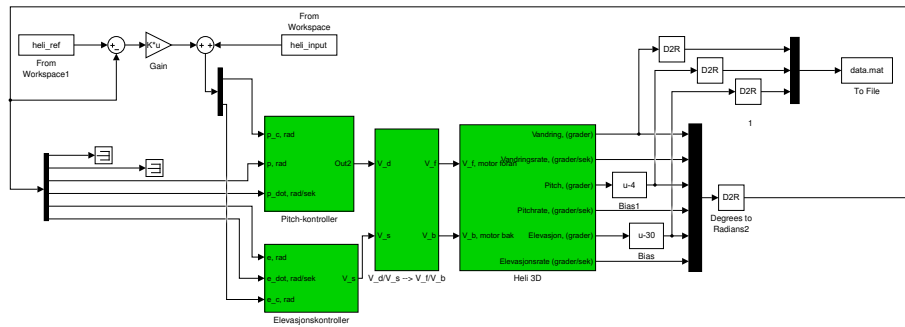 From
Workspace
heli_ref
K*u
heli_input
From
Workspace1
Gain
D2R
D2R
D2R
data.mat
To File
1
p_c, rad
p, rad
p_dot, rad/sek
Out2
Pitch-kontroller
V_d
V_s
V_f
V_b
V_d/V_s --> V_f/V_b
V_f, motor foran
V_b, motor bak
Vandring, (grader)
Vandringsrate, (grader/sek)
Pitch, (grader)
Pitchrate, (grader/sek)
Elevasjon, (grader)
Elevasjonsrate (grader/sek)
Heli 3D
u-4
Bias1
u-30
Bias
D2R
Degrees to
Radians2
e, rad
e_dot, rad/sek
e_c, rad
V_s
Elevasjonskontroller